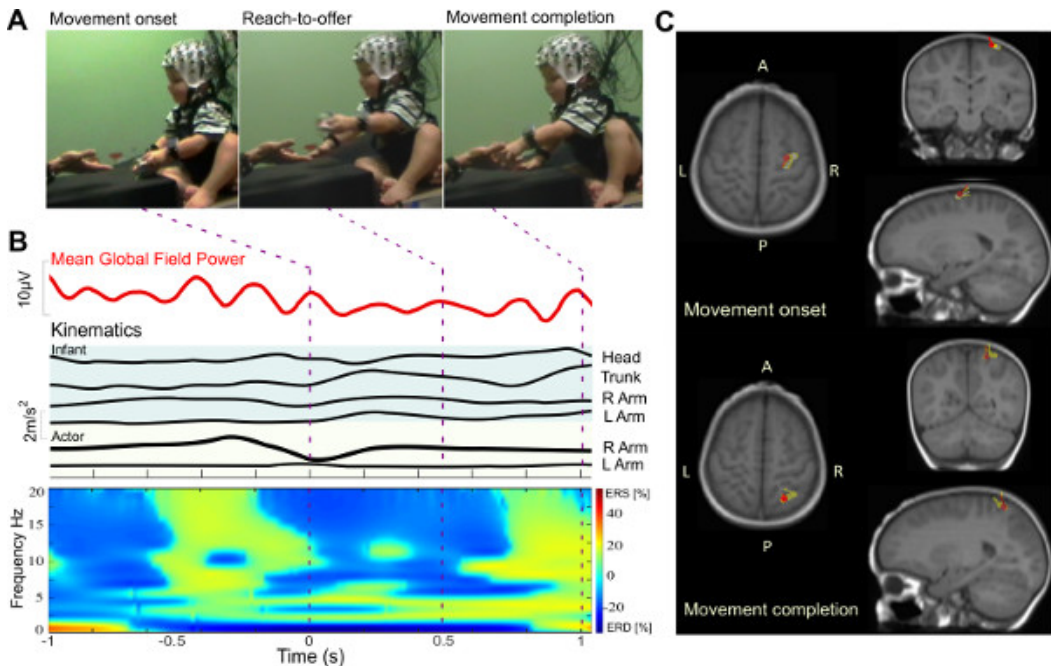 A
Movement onset
Reach-to-offer
Movement completion
B
Mean Global Field Power
10µV
Kinematics
Infant
Head
Trunk
R Arm
L Arm
2m/s²
Actor
R Arm
L Arm
Frequency Hz
20
15
10
5
0
-1
-0.5
0
0.5
1
Time (s)
ERS [%]
40
20
0
-20
ERD [%]
C
A
L
R
P
Movement onset
A
L
R
P
Movement completion